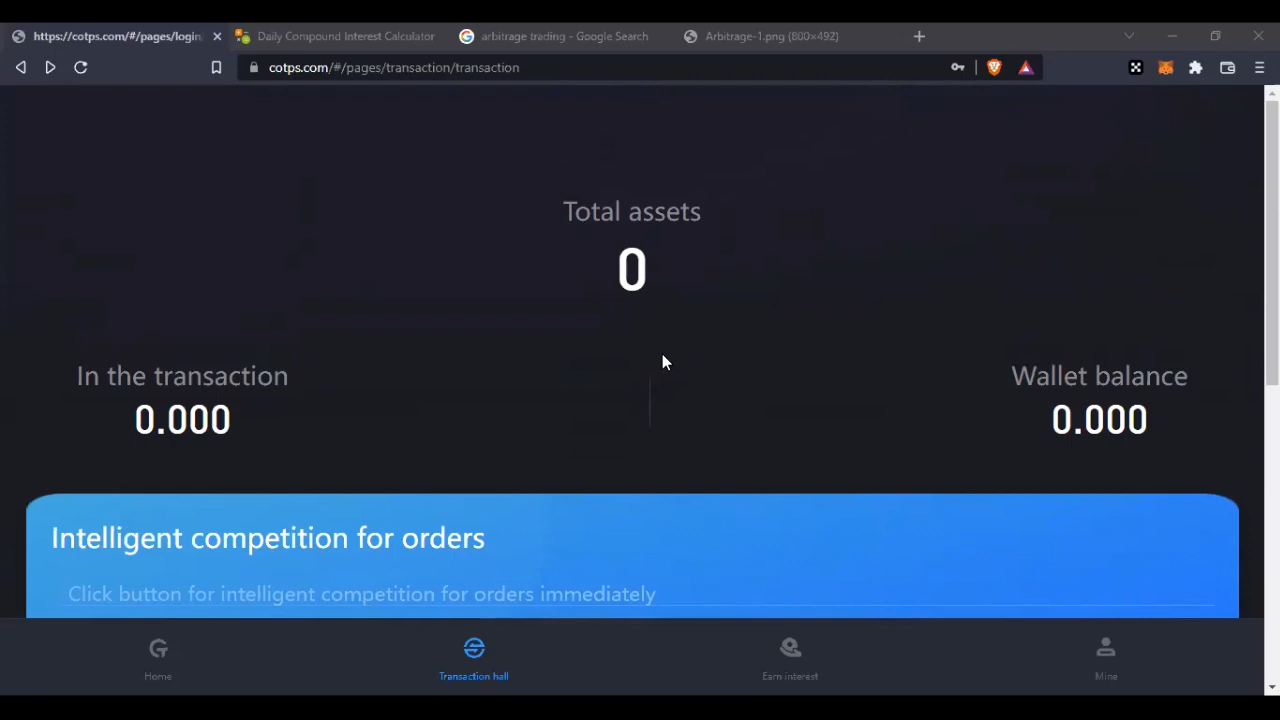 https://cotps.com/#/pages/login
Daily Compound Interest Calculator
arbitrage trading - Google Search
Arbitrage-1.png (800×492)
cotps.com/#/pages/transaction/transaction
Total assets
0
In the transaction
Wallet balance
0.000
0.000
Intelligent competition for orders
Click button for intelligent competition for orders immediately
Home
Transaction hall
Earn interest
Mine